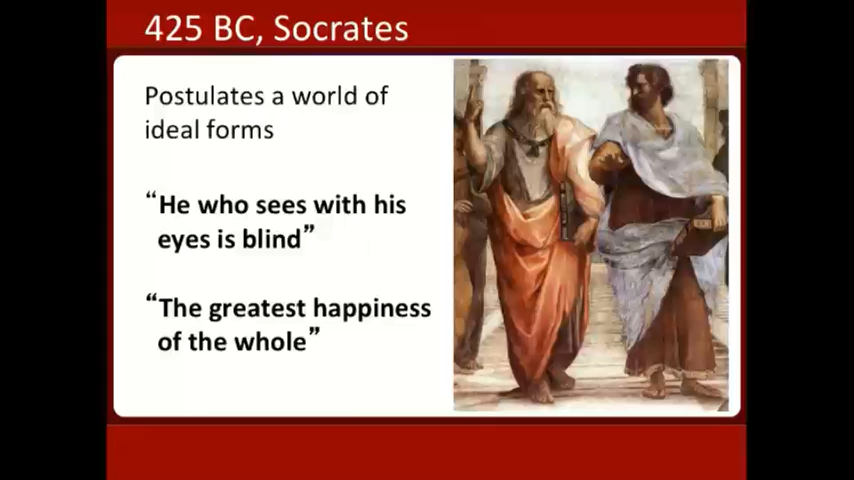 425 BC, Socrates
Postulates a world of
ideal forms
“He who sees with his
eyes is blind”
“The greatest happiness
of the whole”